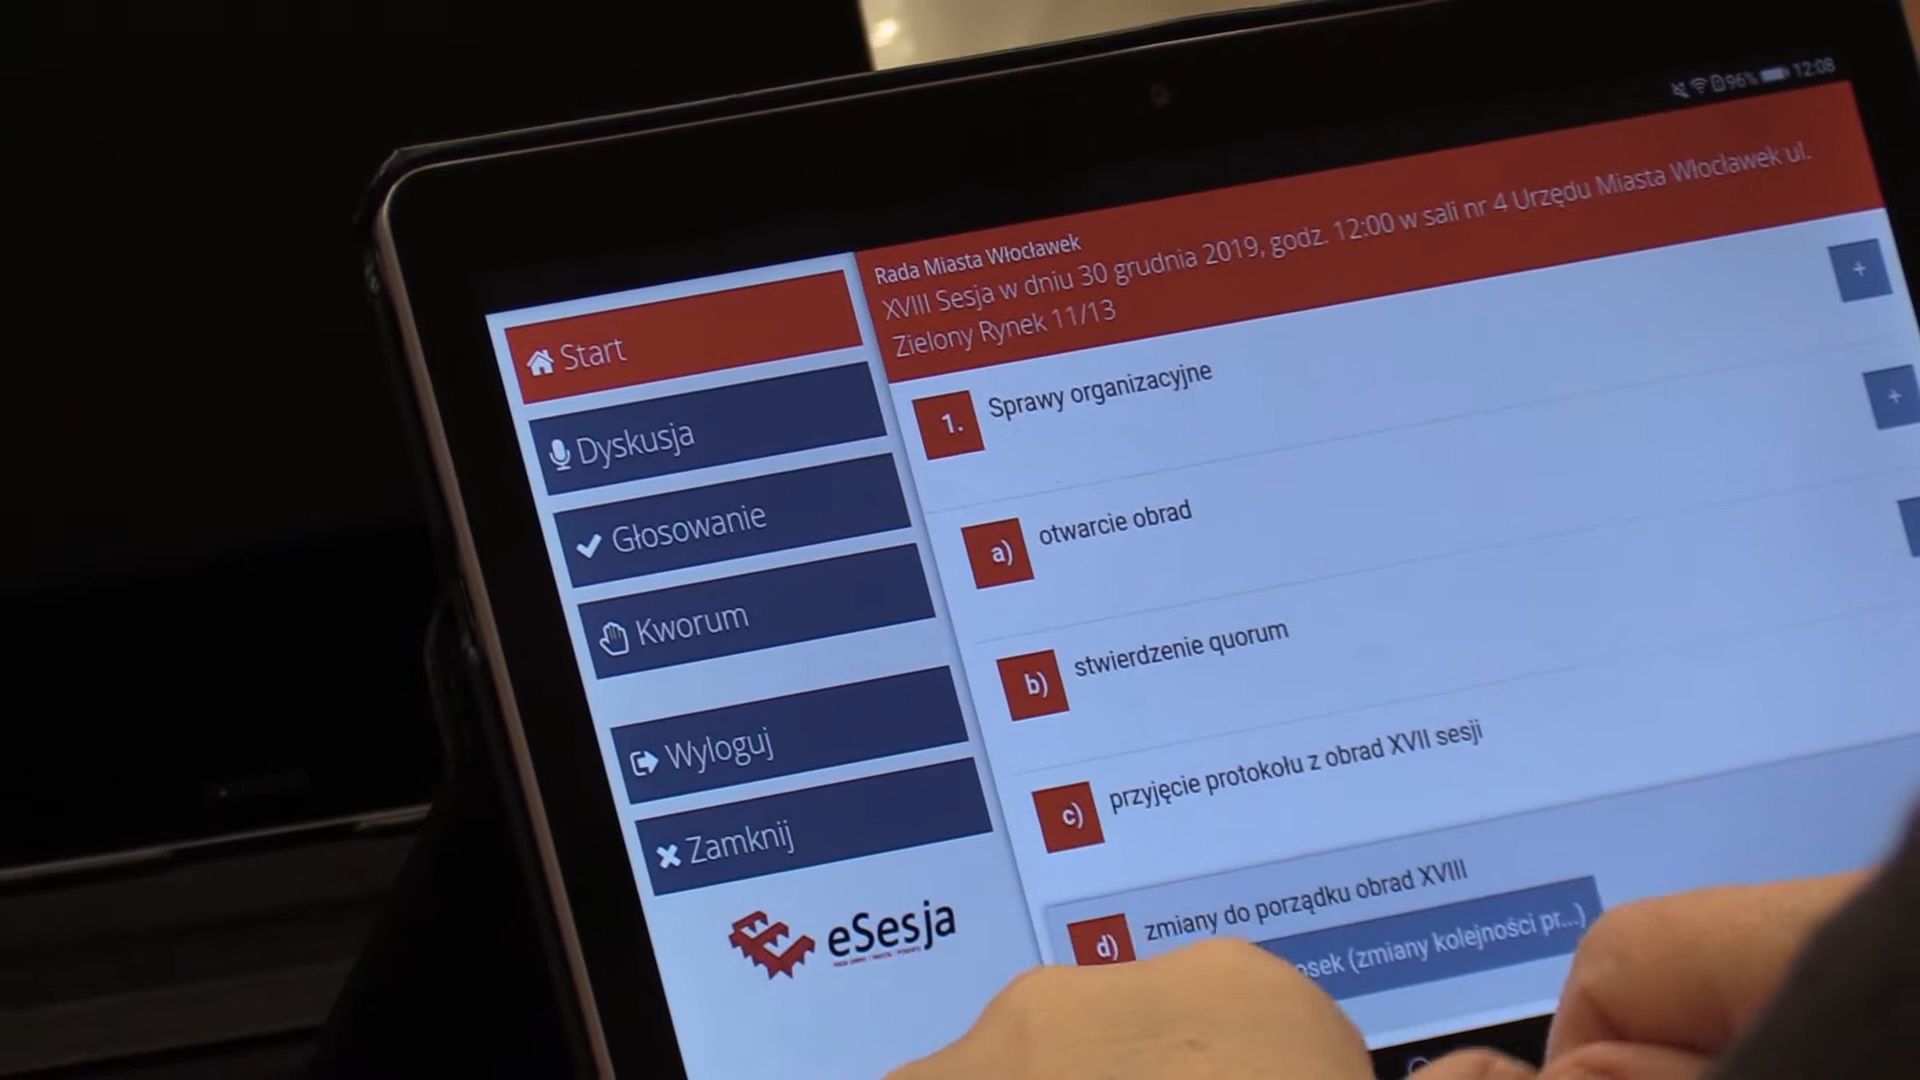 96% 12:08
Rada Miasta Włocławek
XVIII Sesja w dniu 30 grudnia 2019, godz. 12:00 w sali nr 4 Urzędu Miasta Włocławek ul.
Zielony Rynek 11/13
Start
Dyskusja
Głosowanie
Kworum
Wyloguj
Zamknij
eSesja
1. Sprawy organizacyjne
+
a) otwarcie obrad
+
b) stwierdzenie quorum
c) przyjęcie protokołu z obrad XVII sesji
d) zmiany do porządku obrad XVIII
(zmiany kolejności pr...)